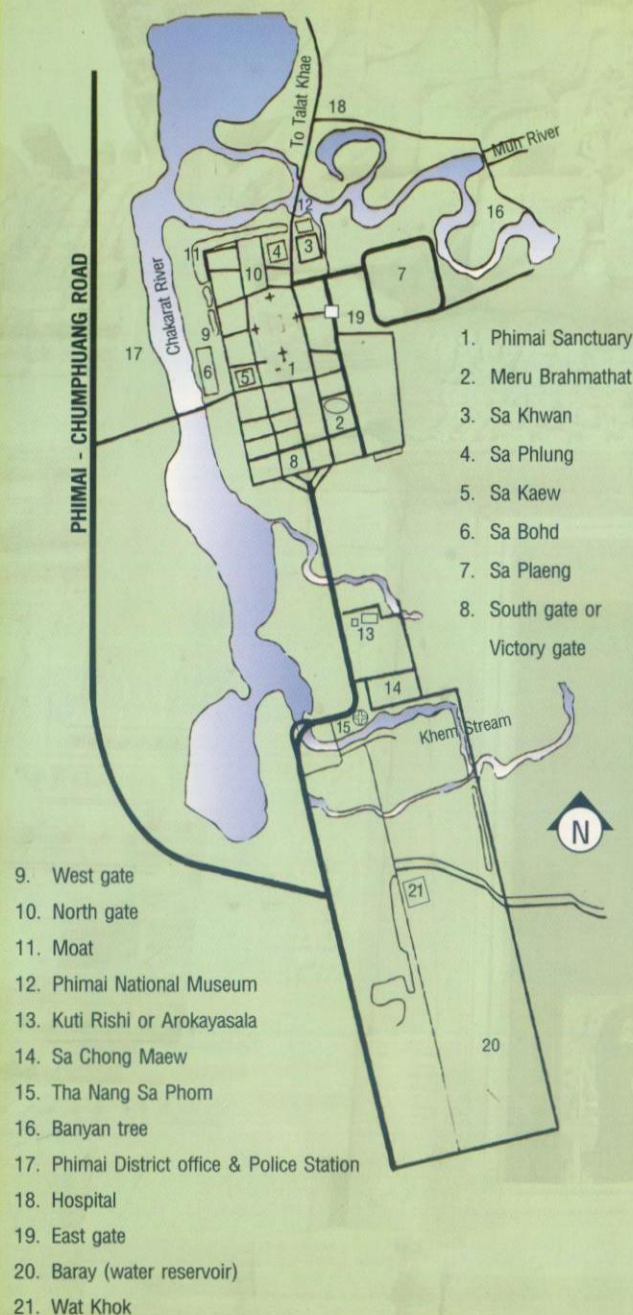 To Talat Khae
18
Mun River
12
16
11
4
3
10
7
Chakarat River
PHIMAI - CHUMPHUANG ROAD
9
19
17
6
5
1
2
8
1. Phimai Sanctuary
2. Meru Brahmathat
3. Sa Khwan
4. Sa Phlung
5. Sa Kaew
6. Sa Bohd
7. Sa Plaeng
8. South gate or
Victory gate
13
14
15
Khem Stream
N
21
20
9. West gate
10. North gate
11. Moat
12. Phimai National Museum
13. Kuti Rishi or Arokayasala
14. Sa Chong Maew
15. Tha Nang Sa Phom
16. Banyan tree
17. Phimai District office & Police Station
18. Hospital
19. East gate
20. Baray (water reservoir)
21. Wat Khok